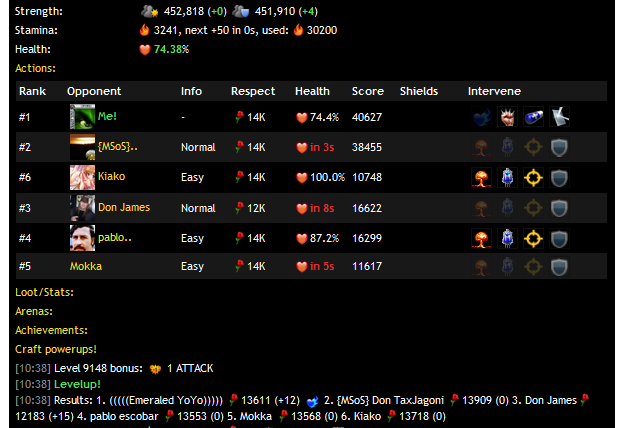 Strength: 452,818 (+0) 451,910 (+4)
Stamina: 3241, next +50 in 0s, used: 30200
Health: 74.38%
Actions:
Rank Opponent Info Respect Health Score Shields Intervene
#1 Me! - 14K 74.4% 40627
#2 {MSoS}.. Normal 14K in 3s 38455
#6 Kiako Easy 14K 100.0% 10748
#3 Don James Normal 12K in 8s 16622
#4 pablo.. Easy 14K 87.2% 16299
#5 Mokka Easy 14K in 5s 11617
Loot/Stats:
Arenas:
Achievements:
Craft powerups!
[10:38] Level 9148 bonus: 1 ATTACK
[10:38] Levelup!
[10:38] Results: 1. (((((Emeraled YoYo))))) 13611 (+12) 2. {MSoS} Don TaxJagoni 13909 (0) 3. Don James
12183 (+15) 4. pablo escobar 13553 (0) 5. Mokka 13568 (0) 6. Kiako 13718 (0)